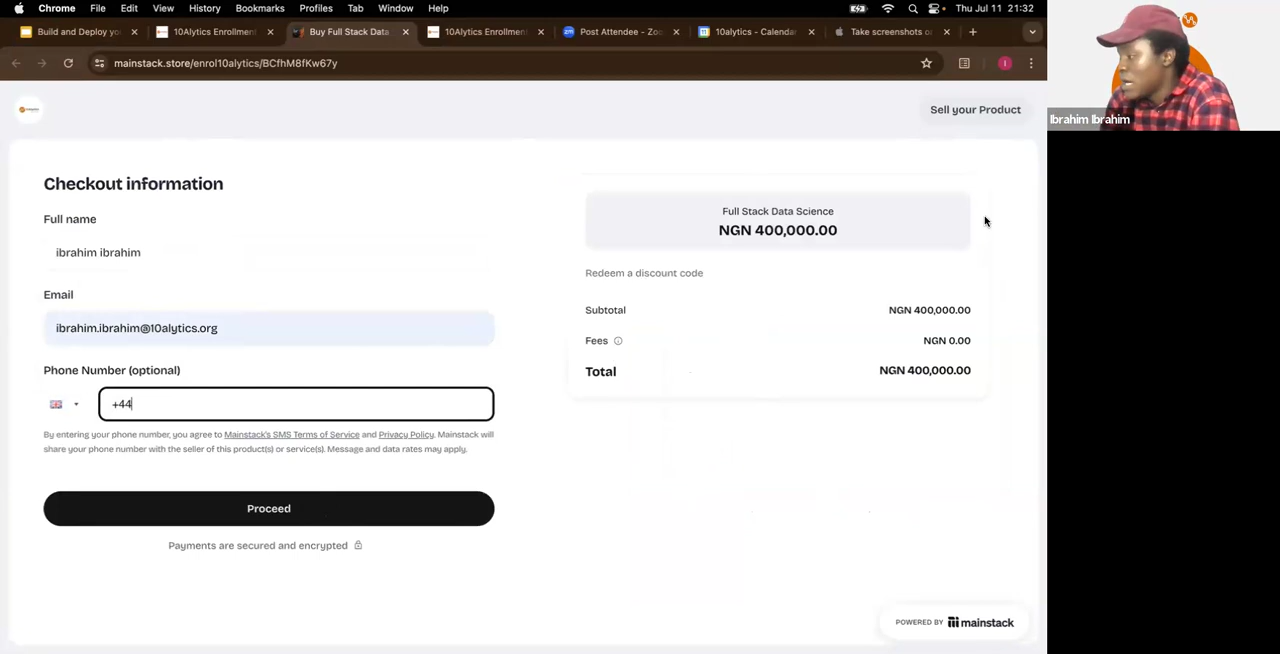 Chrome File Edit View History Bookmarks Profiles Tab Window Help Thu Jul 11 21:32
Build and Deploy yo 10Alytics Enrollment Buy Full Stack Data 10Alytics Enrollmen Post Attendee - Zoo 10alytics - Calenda Take screenshots o
mainstack.store/enrol10alytics/BCfhM8fKw67y
Sell your Product
Ibrahim Ibrahim
Checkout information
Full name
ibrahim ibrahim
Email
ibrahim.ibrahim@10alytics.org
Phone Number (optional)
+44
By entering your phone number, you agree to Mainstack's SMS Terms of Service and Privacy Policy. Mainstack will
share your phone number with the seller of this product(s) or service(s). Message and data rates may apply.
Proceed
Payments are secured and encrypted
Full Stack Data Science
NGN 400,000.00
Redeem a discount code
Subtotal NGN 400,000.00
Fees NGN 0.00
Total NGN 400,000.00
POWERED BY mainstack